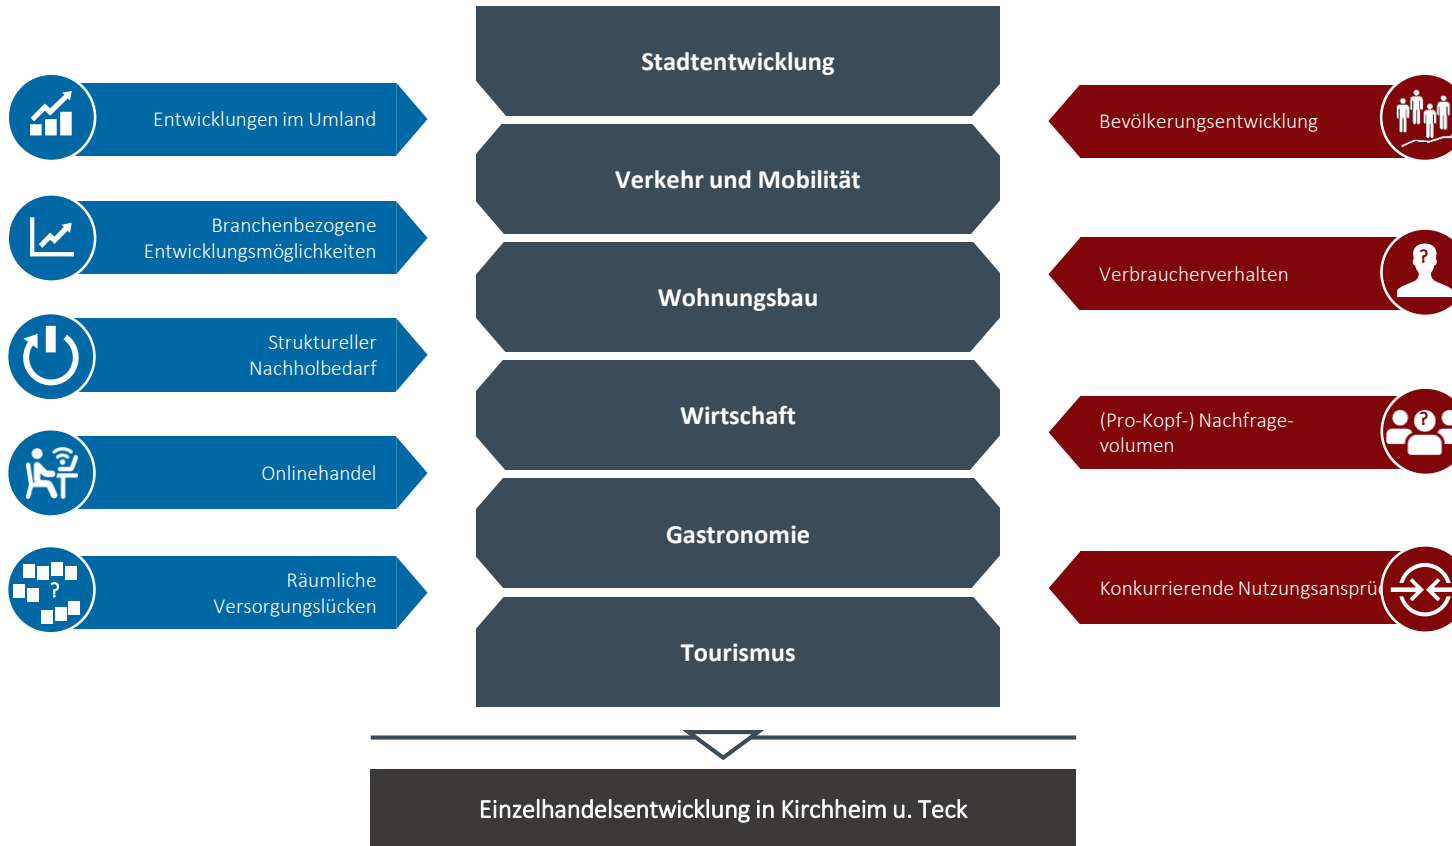 Stadtentwicklung
Verkehr und Mobilität
Wohnungsbau
Wirtschaft
Gastronomie
Tourismus
Entwicklungen im Umland
Branchenbezogene
Entwicklungsmöglichkeiten
Struktureller
Nachholbedarf
Onlinehandel
?
Räumliche
Versorgungslücken
Bevölkerungsentwicklung
?
Verbraucherverhalten
?
(Pro-Kopf-) Nachfrage-
volumen
Konkurrierende
Einzelhandelsentwicklung in Kirchheim u. Teck